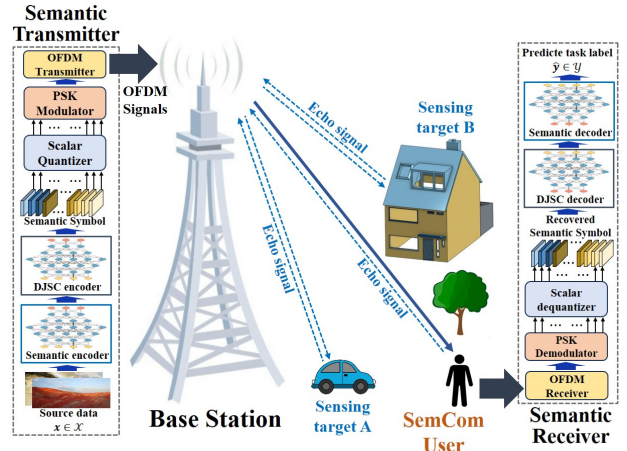 Semantic
Transmitter
OFDM
Transmitter
PSK
Modulator
... ...
Scalar
Quantizer
... ...
...
Semantic Symbol
DJSC encoder
Semantic encoder
Source data
x ∈ 𝒳
OFDM
Signals
Base Station
Echo signal
Echo signal
Echo signal
Sensing
target B
Sensing
target A
SemCom
User
Predicte task label
ŷ ∈ 𝒴
Semantic decoder
DJSC decoder
Recovered
Semantic Symbol
...
... ...
Scalar
dequantizer
... ...
PSK
Demodulator
OFDM
Receiver
Semantic
Receiver